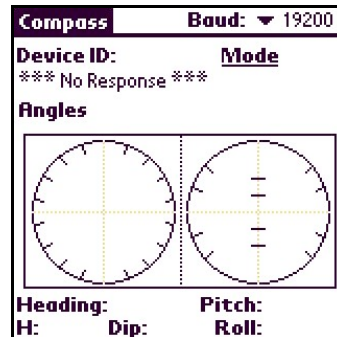 Compass Baud: 19200
Device ID: Mode
*** No Response ***
Angles
Heading: Pitch:
H: Dip: Roll: